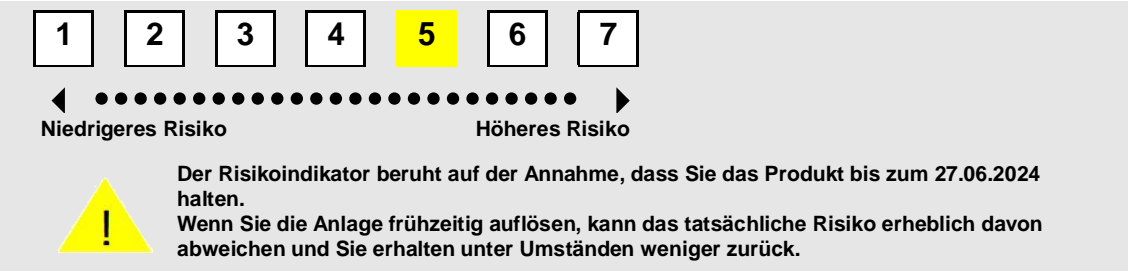 1 2 3 4 5 6 7
Niedrigeres Risiko Höheres Risiko
Der Risikoindikator beruht auf der Annahme, dass Sie das Produkt bis zum 27.06.2024
halten.
Wenn Sie die Anlage frühzeitig auflösen, kann das tatsächliche Risiko erheblich davon
abweichen und Sie erhalten unter Umständen weniger zurück.
!